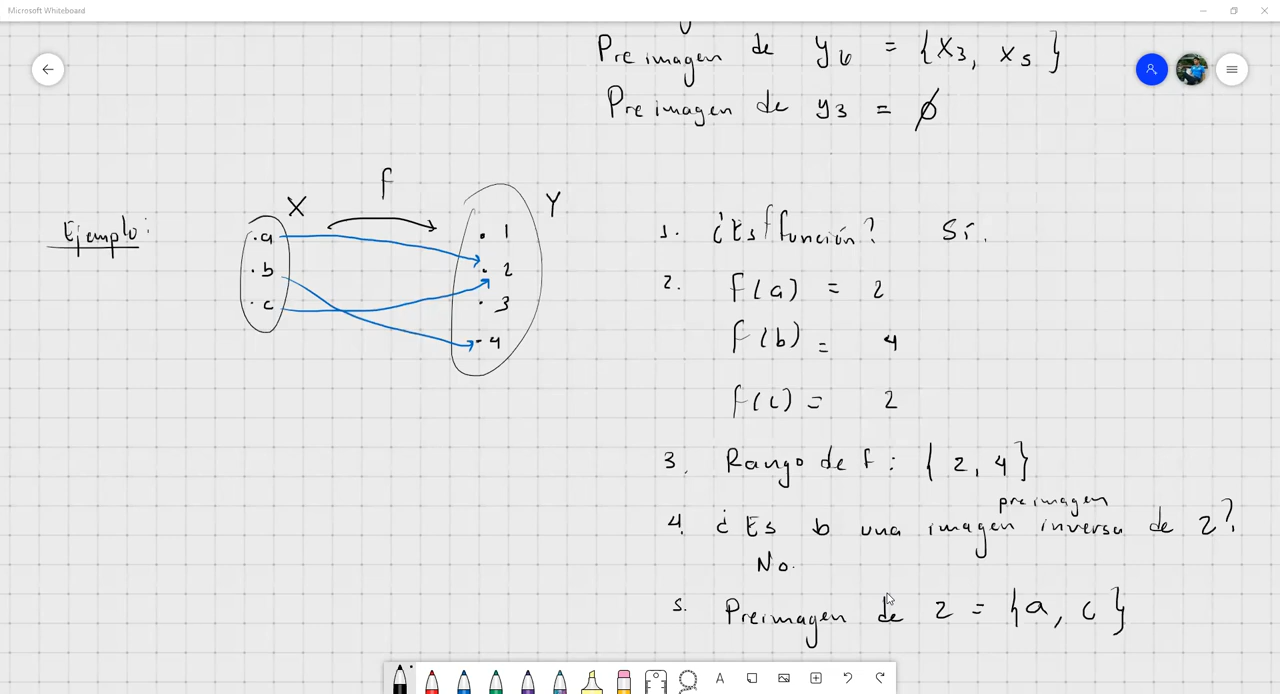 Microsoft Whiteboard
Preimagen de y6 = {x3, x5}
Preimagen de y3 = ∅
Ejemplo:
X
f
Y
.a
.b
.c
. 1
. 2
. 3
. 4
1. ¿Es f función? Sí.
2. f(a) = 2
f(b) = 4
f(c) = 2
3. Rango de f: {2, 4}
preimagen
4. ¿Es b una imagen inversa de 2?
No.
5. Preimagen de 2 = {a, c}
A